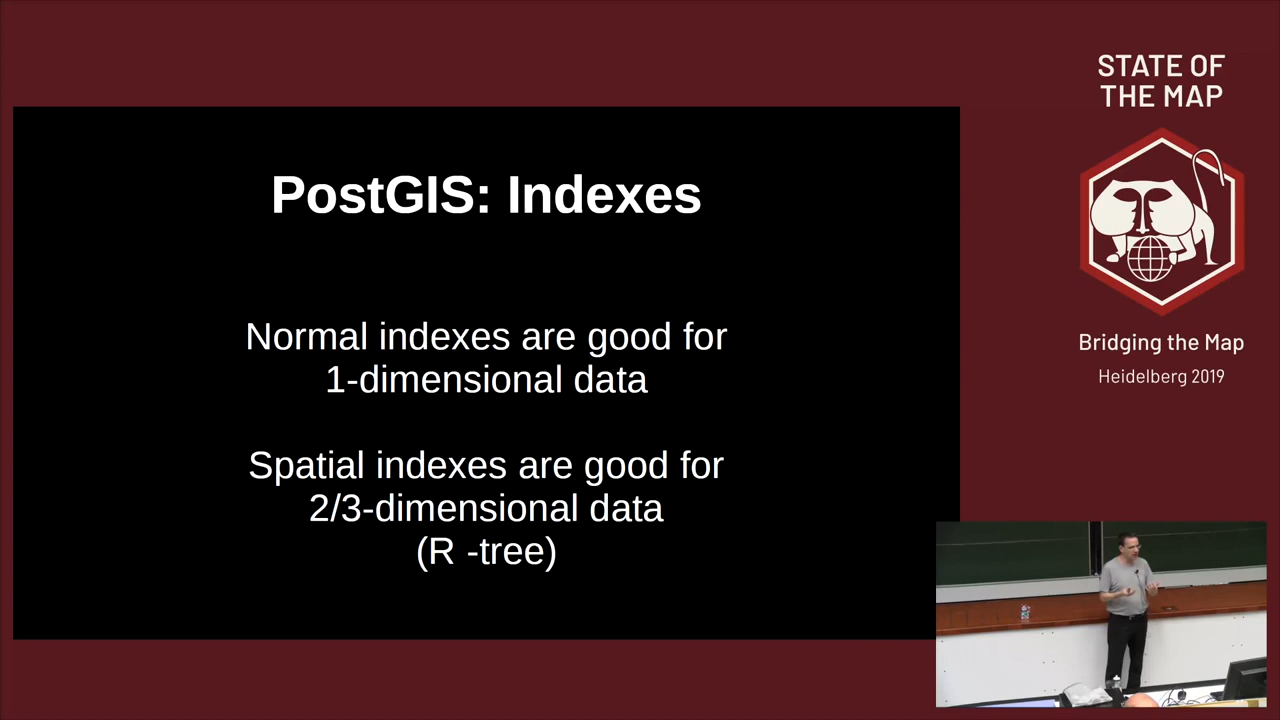 PostGIS: Indexes
Normal indexes are good for
1-dimensional data
Spatial indexes are good for
2/3-dimensional data
(R -tree)
STATE OF
THE MAP
Bridging the Map
Heidelberg 2019